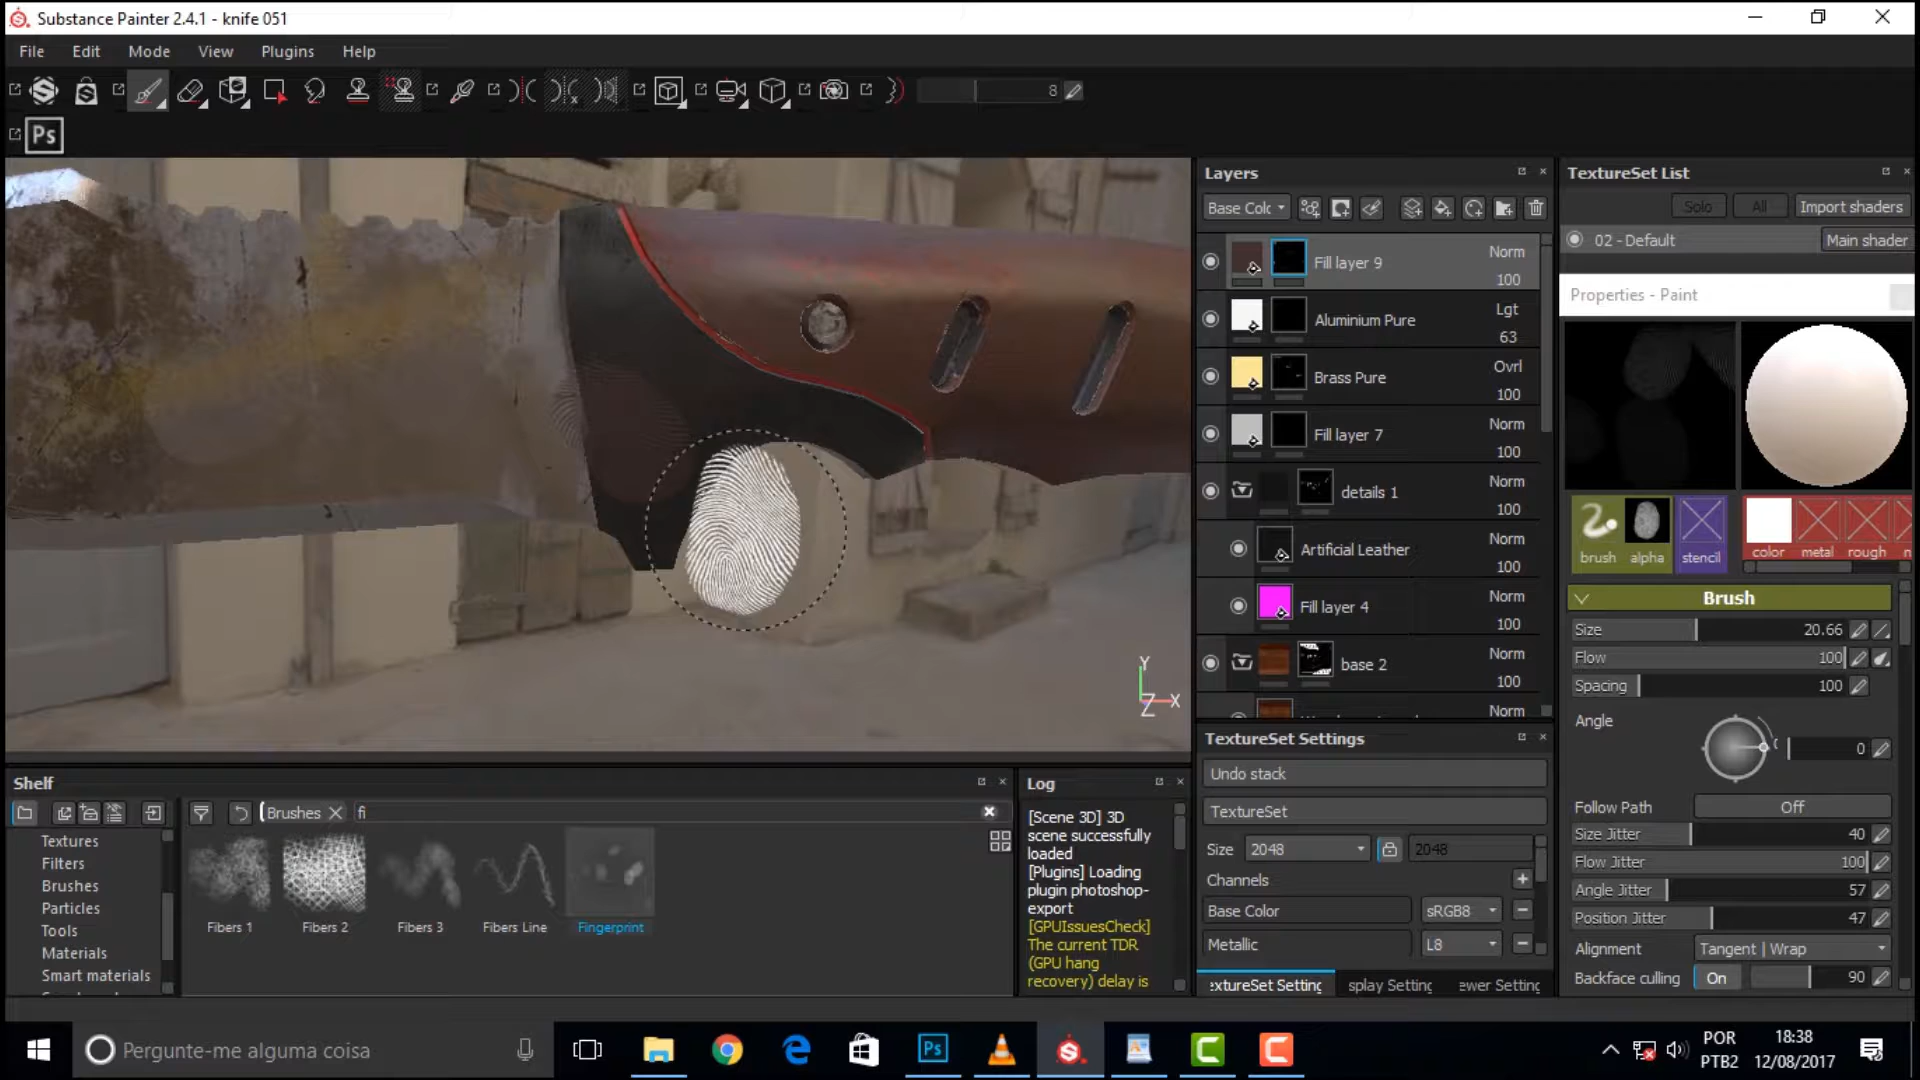 Substance Painter 2.4.1 - knife 051
File Edit Mode View Plugins Help
8
Ps
Layers
Base Colc
Fill layer 9 Norm 100
Aluminium Pure Lgt 63
Brass Pure Ovrl 100
Fill layer 7 Norm 100
details 1 Norm 100
Artificial Leather Norm 100
Fill layer 4 Norm 100
base 2 Norm 100
Norm
TextureSet List
Solo All Import shaders
02 - Default Main shader
Properties - Paint
brush alpha stencil color metal rough n
Brush
Size 20.66
Flow 100
Spacing 100
Angle 0
Follow Path Off
Size Jitter 40
Flow Jitter 100
Angle Jitter 57
Position Jitter 47
Alignment Tangent | Wrap
Backface culling On 90
Y
Z X
TextureSet Settings
Undo stack
TextureSet
Size 2048 2048
Channels
Base Color sRGB8
Metallic L8
extureSet Setting splay Setting ewer Setting
Shelf
Brushes fi
Textures
Filters
Brushes
Particles
Tools
Materials
Smart materials
Fibers 1 Fibers 2 Fibers 3 Fibers Line Fingerprint
Log
[Scene 3D] 3D
scene successfully
loaded
[Plugins] Loading
plugin photoshop-
export
[GPUIssuesCheck]
The current TDR
(GPU hang
recovery) delay is
Pergunte-me alguma coisa
Ps
POR
PTB2
18:38
12/08/2017